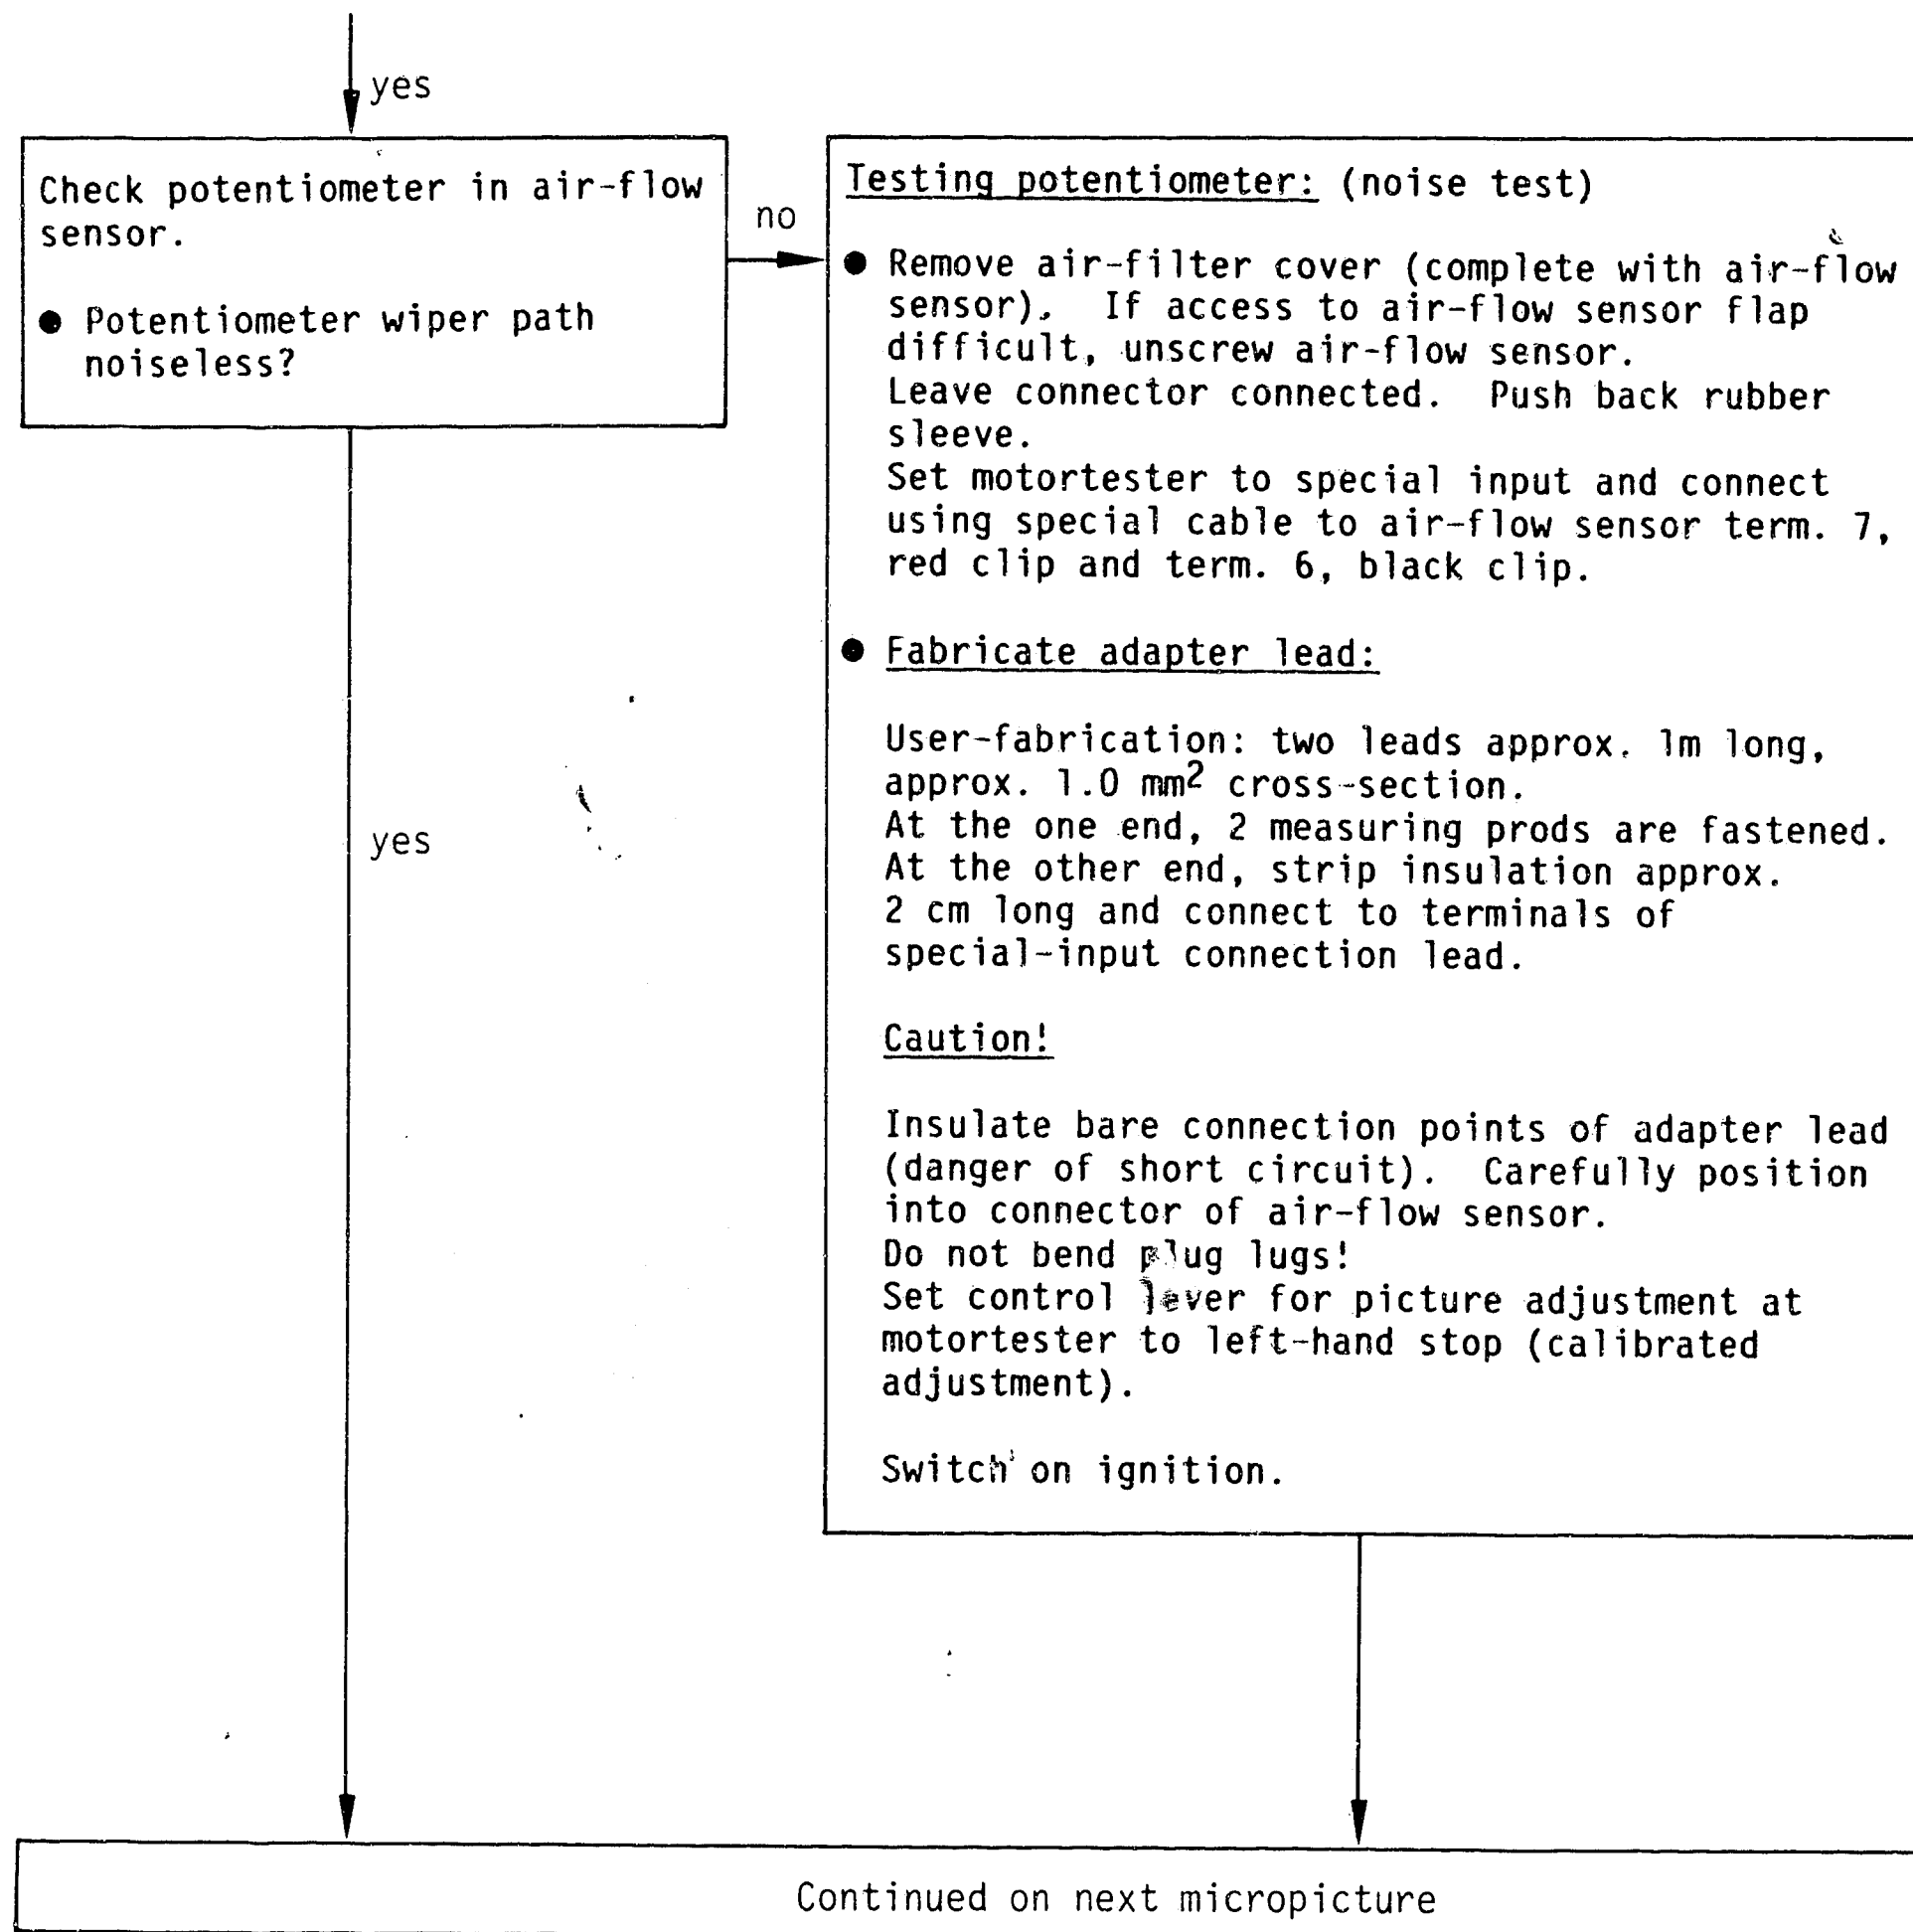 yes
Check potentiometer in air-flow
sensor.
● Potentiometer wiper path
noiseless?
no
Testing potentiometer: (noise test)
● Remove air-filter cover (complete with air-flow
sensor). If access to air-flow sensor flap
difficult, unscrew air-flow sensor.
Leave connector connected. Push back rubber
sleeve.
Set motortester to special input and connect
using special cable to air-flow sensor term. 7,
red clip and term. 6, black clip.
● Fabricate adapter lead:
User-fabrication: two leads approx. 1m long,
approx. 1.0 mm² cross-section.
At the one end, 2 measuring prods are fastened.
At the other end, strip insulation approx.
2 cm long and connect to terminals of
special-input connection lead.
Caution!
Insulate bare connection points of adapter lead
(danger of short circuit). Carefully position
into connector of air-flow sensor.
Do not bend plug lugs!
Set control lever for picture adjustment at
motortester to left-hand stop (calibrated
adjustment).
Switch on ignition.
yes
Continued on next micropicture